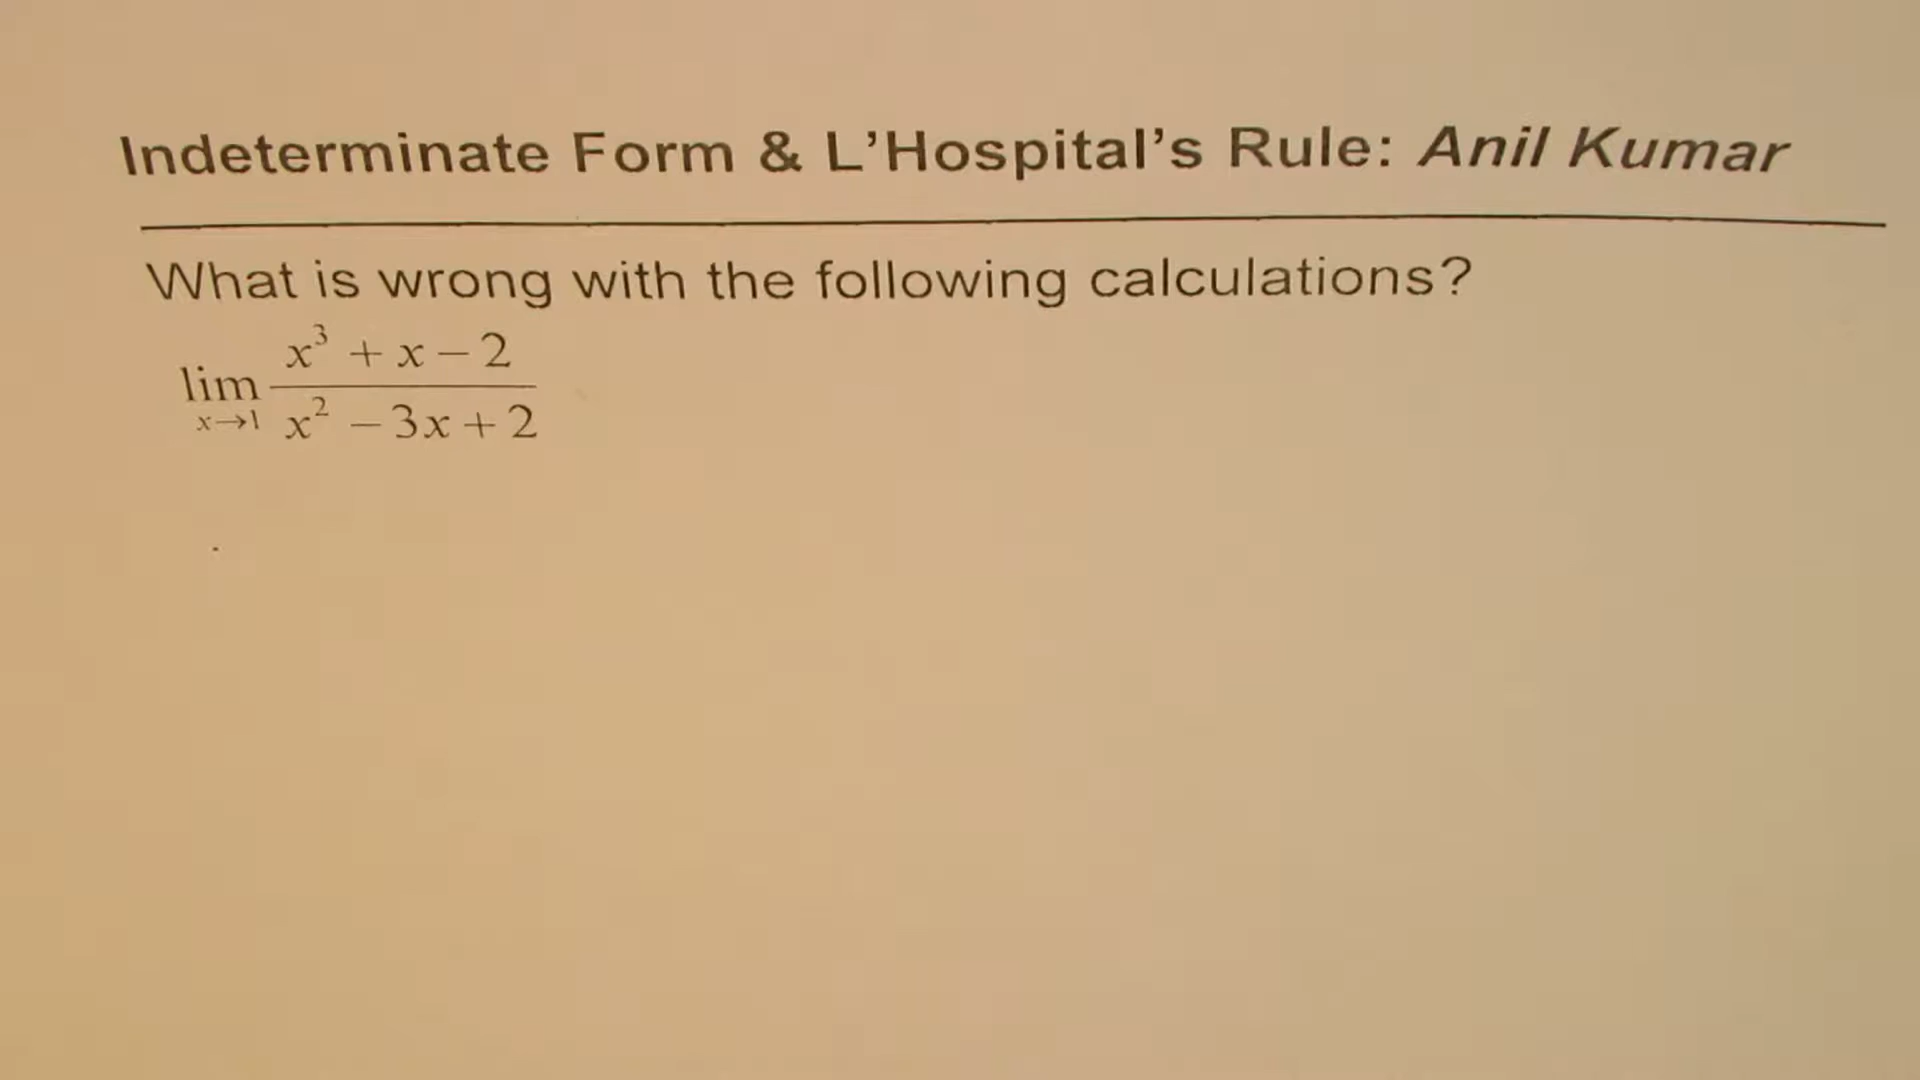 Indeterminate Form & L'Hospital's Rule: Anil Kumar
What is wrong with the following calculations?
lim x→1 (x³ + x − 2) / (x² − 3x + 2)